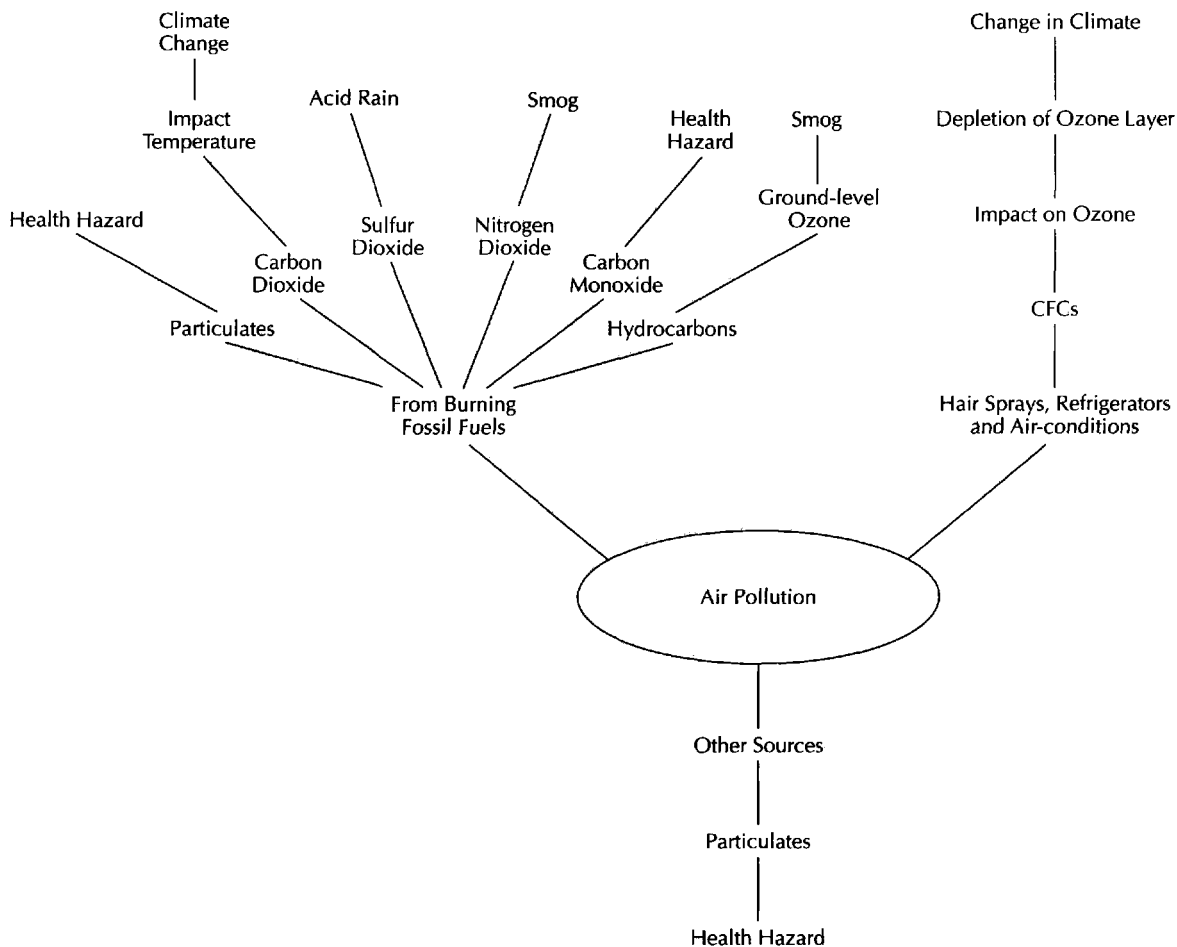 Climate
Change
Change in Climate
Acid Rain
Smog
Impact
Temperature
Health
Hazard
Smog
Depletion of Ozone Layer
Health Hazard
Sulfur
Dioxide
Nitrogen
Dioxide
Ground-level
Ozone
Impact on Ozone
Carbon
Dioxide
Carbon
Monoxide
CFCs
Particulates
Hydrocarbons
From Burning
Fossil Fuels
Hair Sprays, Refrigerators
and Air-conditions
Air Pollution
Other Sources
Particulates
Health Hazard